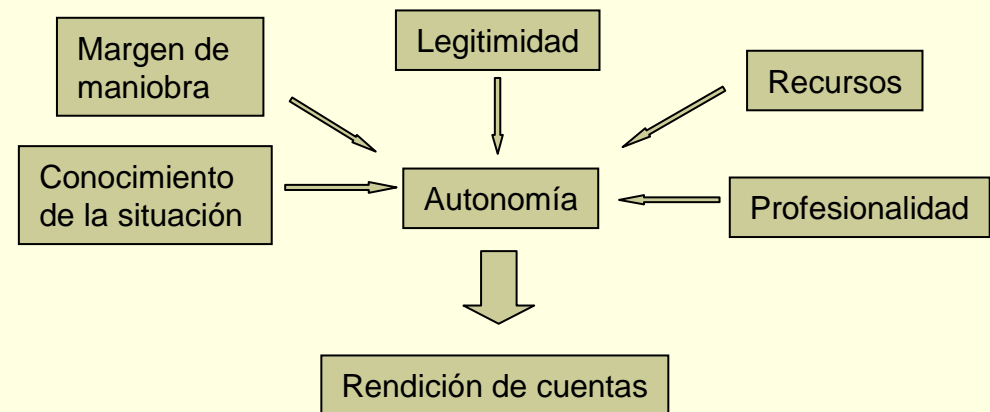 Margen de
maniobra
Legitimidad
Recursos
Conocimiento
de la situación
Autonomía
Profesionalidad
Rendición de cuentas